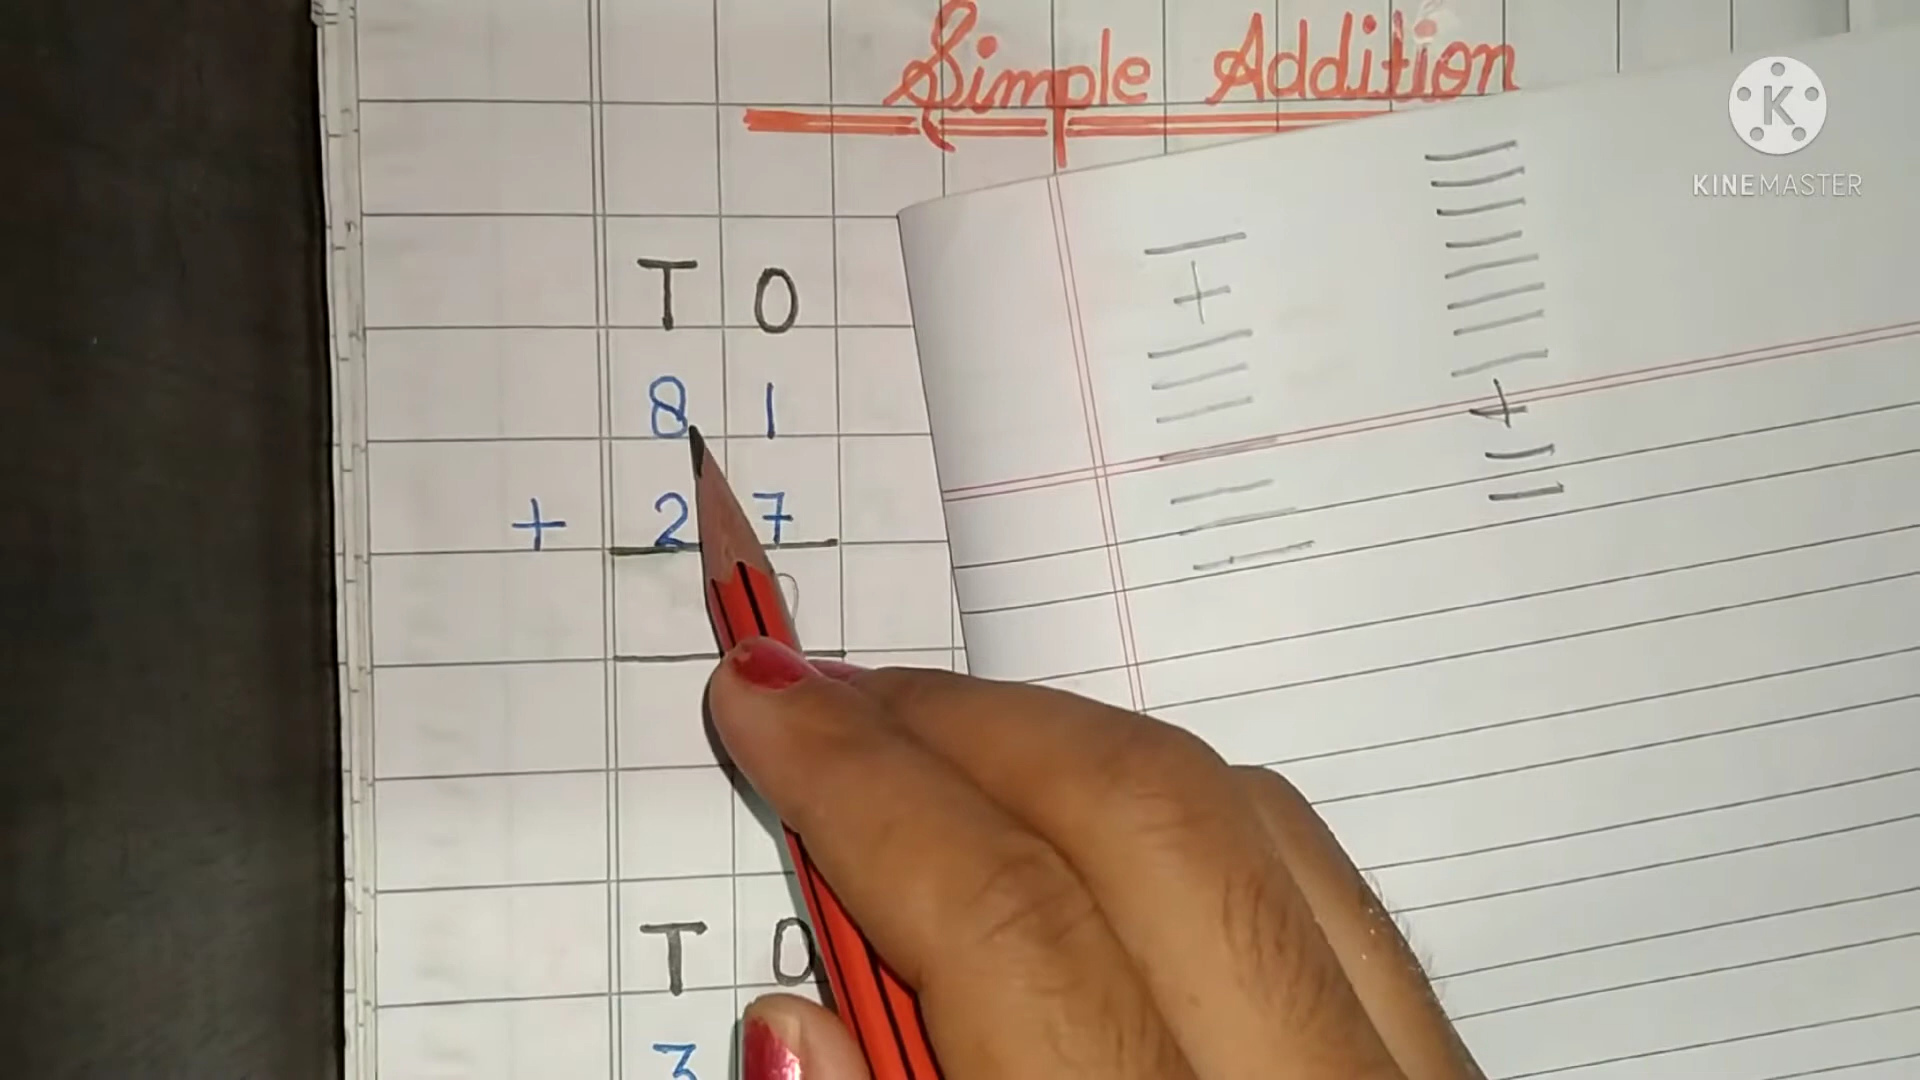 Simple Addition
KINEMASTER
T O
8 1
+ 2 7
T O
3